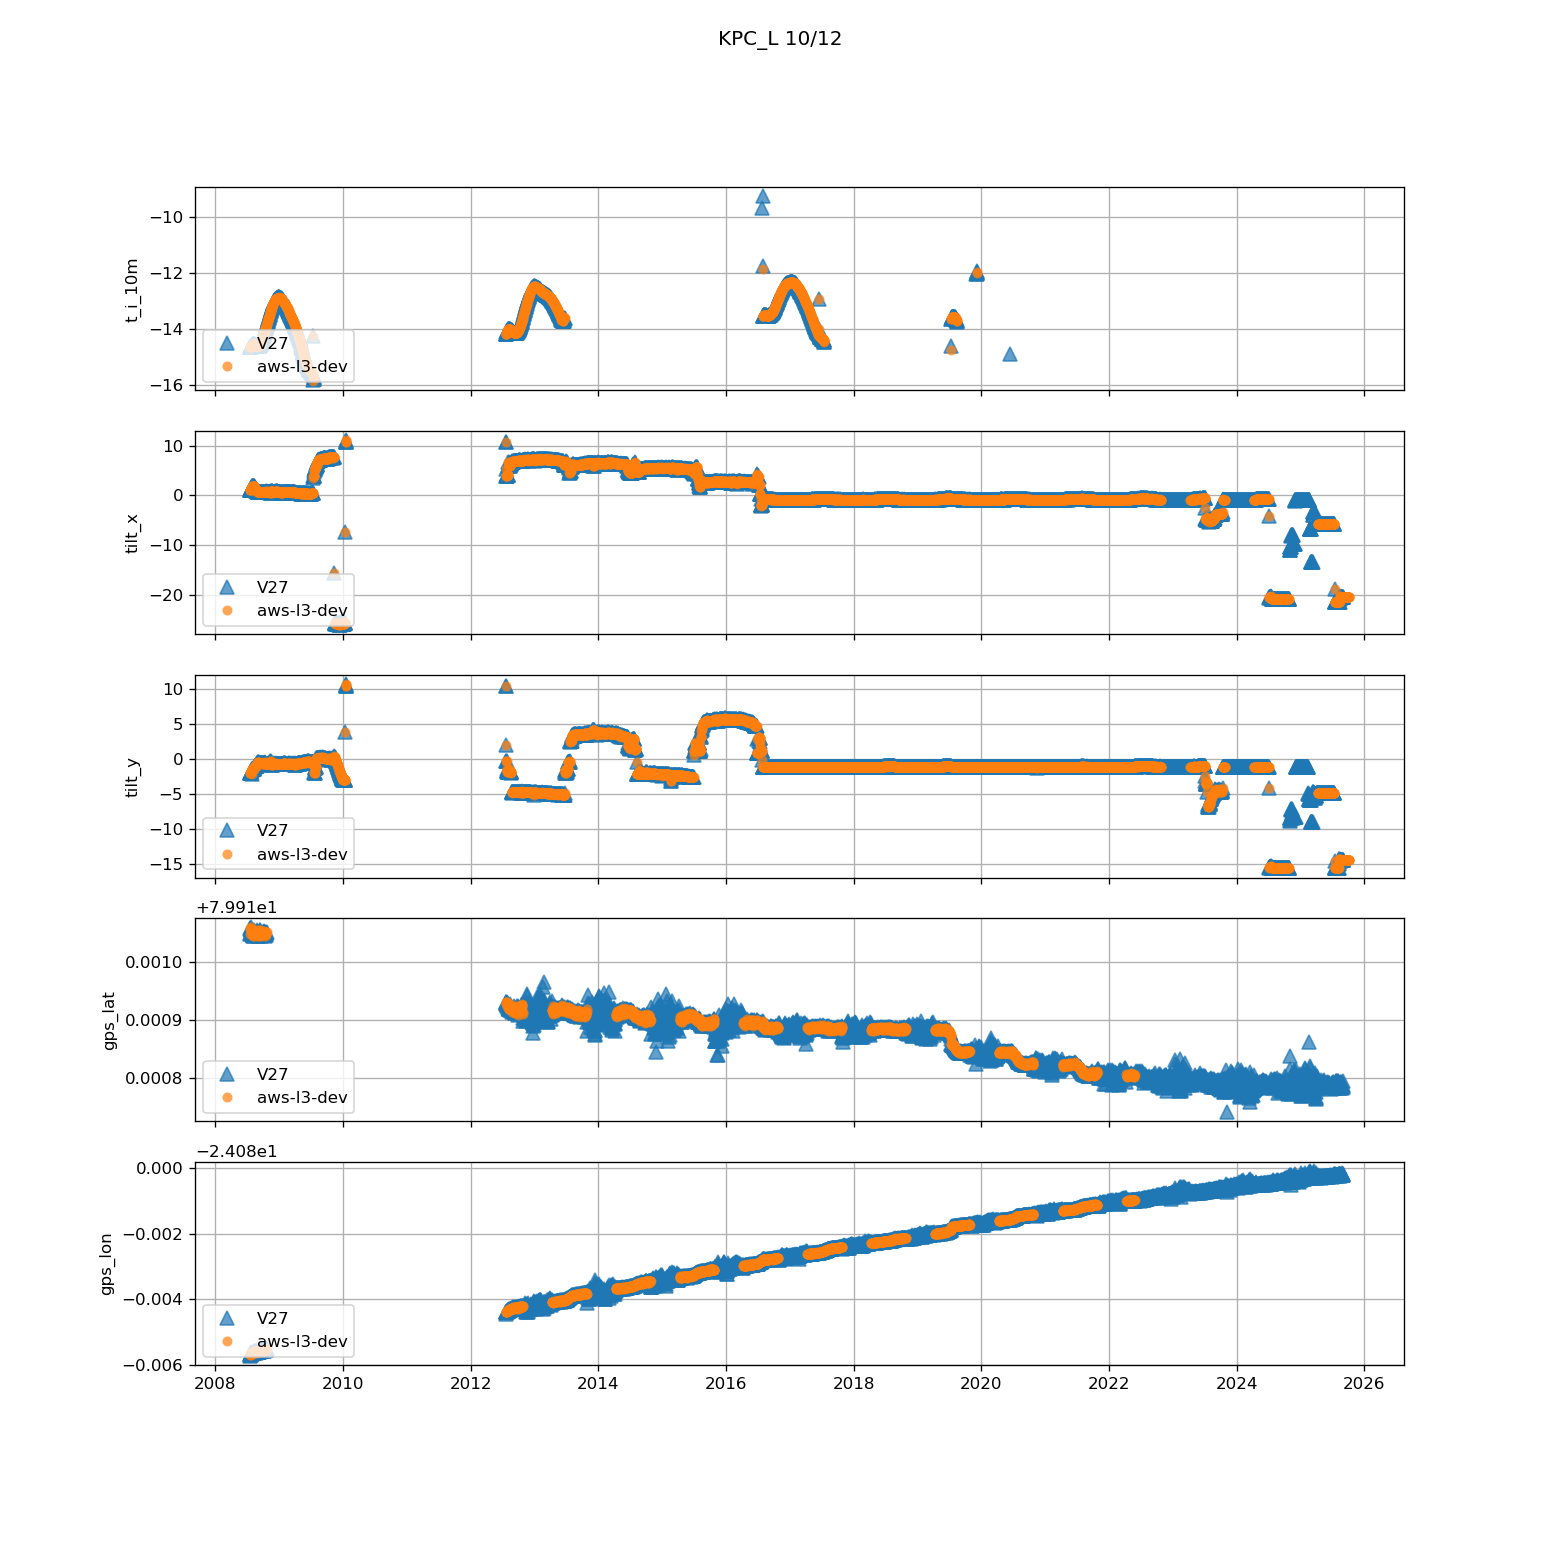 KPC_L 10/12
−10
−12
−14
−16
t_i_10m
V27
aws-l3-dev
10
0
−10
−20
tilt_x
V27
aws-l3-dev
10
5
0
−5
−10
−15
tilt_y
V27
aws-l3-dev
+7.991e1
0.0010
0.0009
0.0008
gps_lat
V27
aws-l3-dev
−2.408e1
0.000
−0.002
−0.004
−0.006
gps_lon
V27
aws-l3-dev
2008 2010 2012 2014 2016 2018 2020 2022 2024 2026